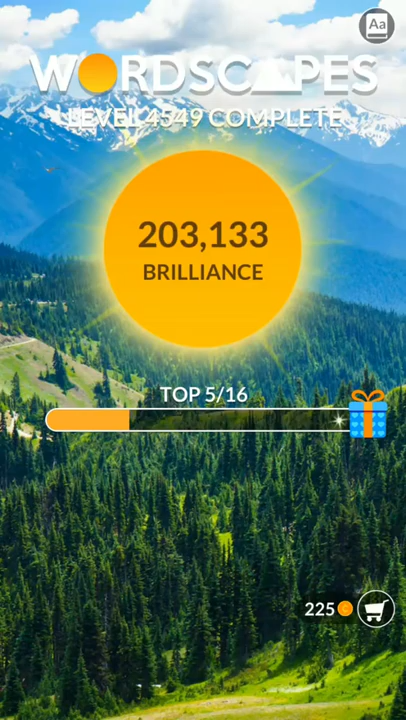 Aa
WORDSCAPES
LEVEL 4549 COMPLETE
203,133
BRILLIANCE
TOP 5/16
225